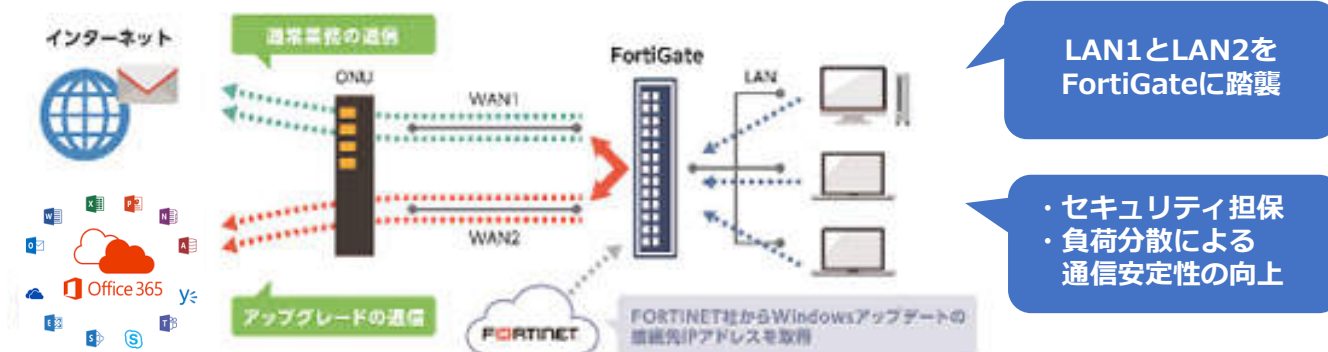 インターネット
通常業務の通信
ONU
WAN1
FortiGate
LAN
LAN1とLAN2を
FortiGateに踏襲
WAN2
Office 365
アップグレードの通信
FORTINET
FORTINET社からWindowsアップデートの
接続先IPアドレスを取得
・セキュリティ担保
・負荷分散による
通信安定性の向上
W
X
P
N
O
A
E
S
S
T
y